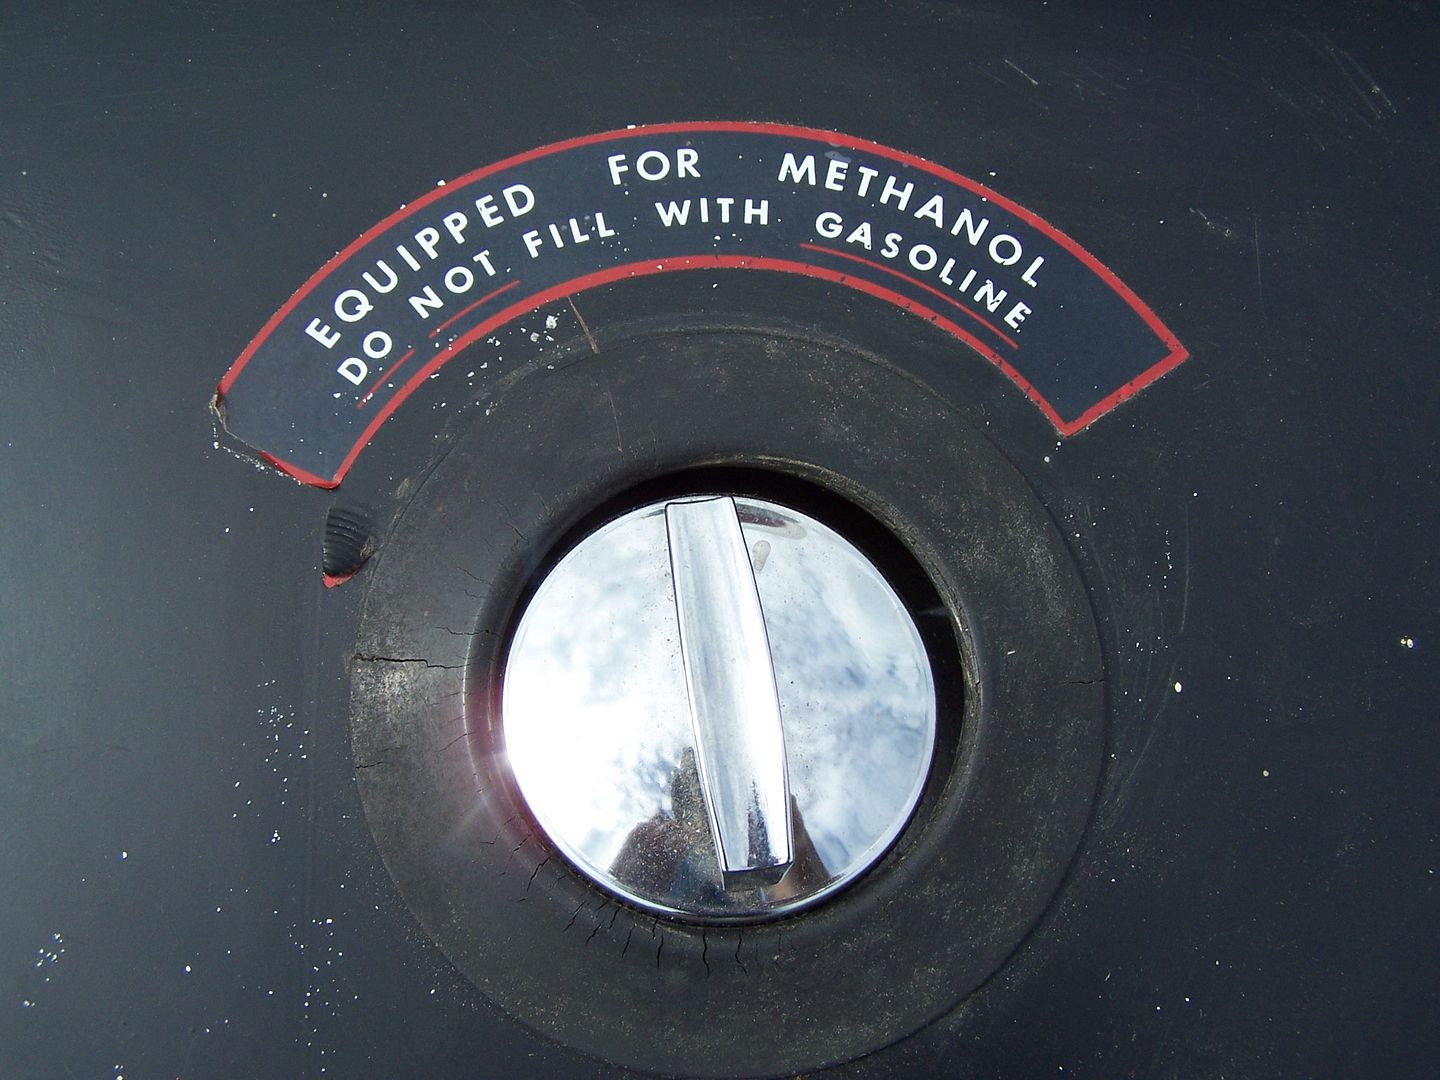 EQUIPPED FOR METHANOL
DO NOT FILL WITH GASOLINE